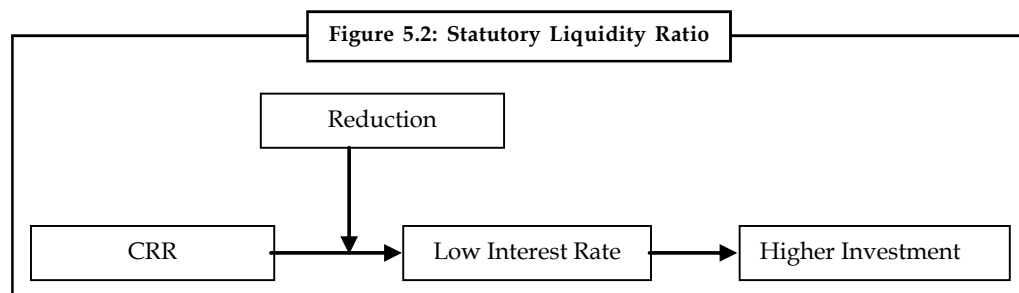 Figure 5.2: Statutory Liquidity Ratio
Reduction
CRR
Low Interest Rate
Higher Investment